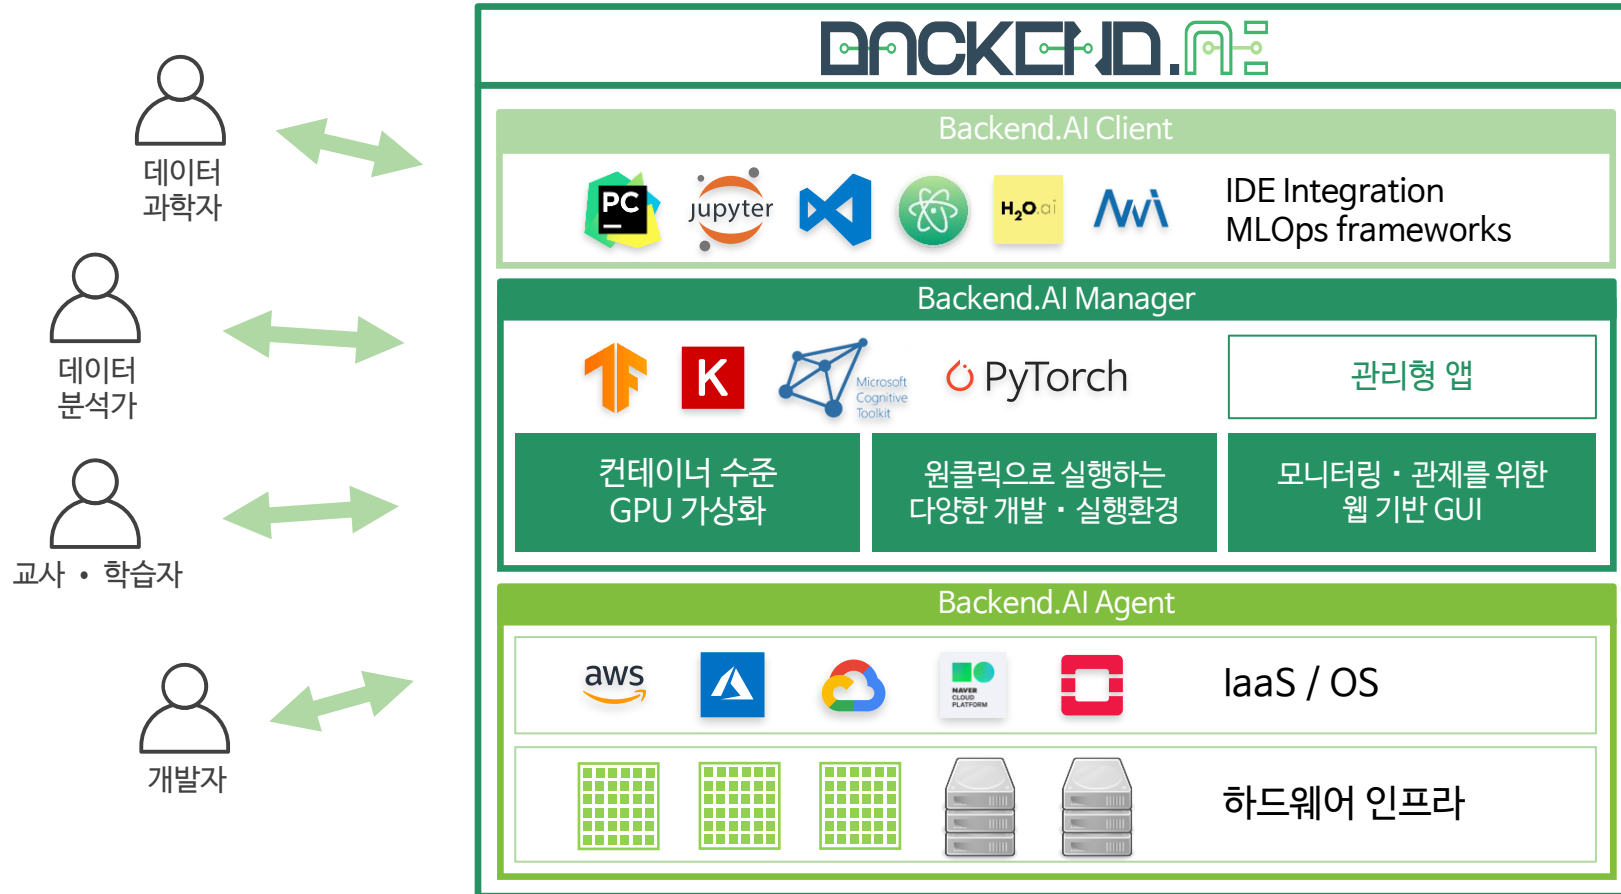 BACKEND.AI
데이터
과학자
데이터
분석가
교사 • 학습자
개발자
Backend.AI Client
PC
jupyter
H2O.ai
IDE Integration
MLOps frameworks
Backend.AI Manager
K
Microsoft
Cognitive
Toolkit
PyTorch
관리형 앱
컨테이너 수준
GPU 가상화
원클릭으로 실행하는
다양한 개발・실행환경
모니터링・관제를 위한
웹 기반 GUI
Backend.AI Agent
aws
NAVER
CLOUD
PLATFORM
IaaS / OS
하드웨어 인프라